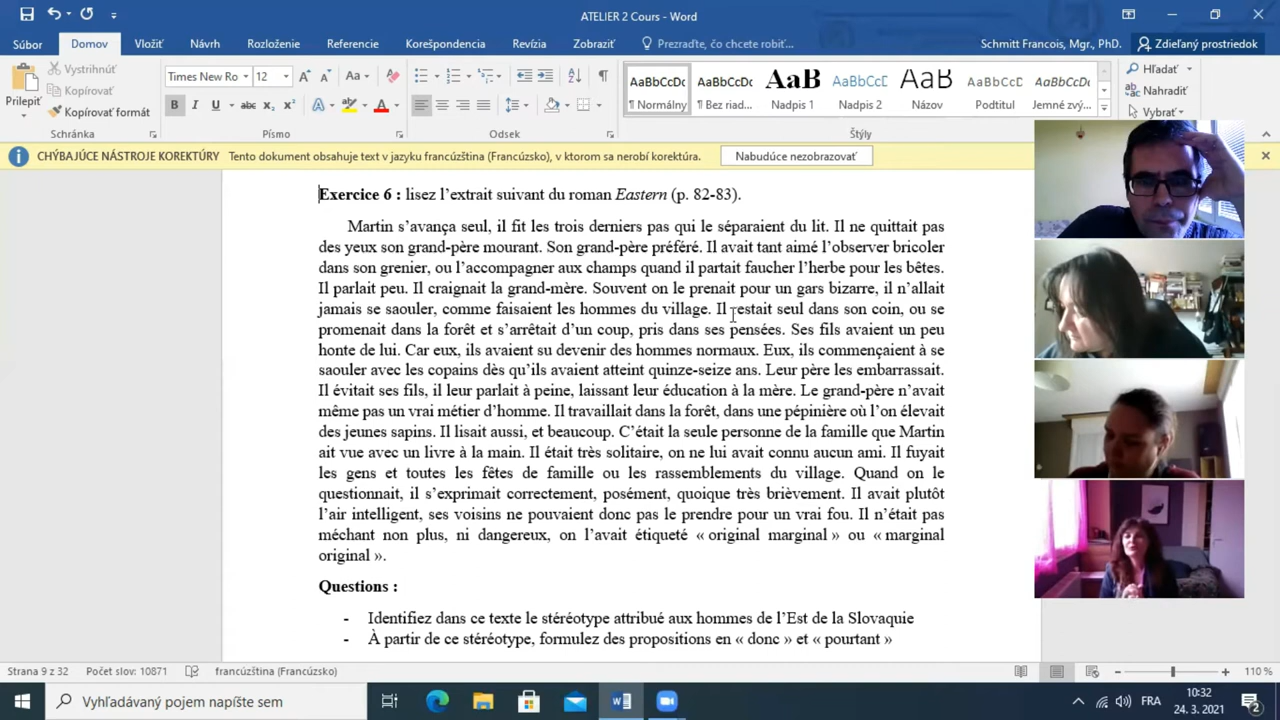 ATELIER 2 Cours - Word
Súbor Domov Vložiť Návrh Rozloženie Referencie Korešpondencia Revízia Zobraziť Prezraďte, čo chcete robiť... Schmitt Francois, Mgr., PhD. Zdieľaný prostriedok
Prilepiť
Vystrihnúť
Kopírovať
Kopírovať formát
Schránka
Times New Ro 12
B I U abc x₂ x²
Písmo
Odsek
AaBbCcDc AaBbCcDc AaB AaBbCcD AaB AaBbCcD AaBbCcDc
¶ Normálny ¶ Bez riad... Nadpis 1 Nadpis 2 Názov Podtitul Jemné zvý...
Štýly
Hľadať
Nahradiť
Vybrať
CHÝBAJÚCE NÁSTROJE KOREKTÚRY Tento dokument obsahuje text v jazyku francúzština (Francúzsko), v ktorom sa nerobí korektúra. Nabudúce nezobrazovať
Exercice 6 : lisez l’extrait suivant du roman Eastern (p. 82-83).
Martin s’avança seul, il fit les trois derniers pas qui le séparaient du lit. Il ne quittait pas
des yeux son grand-père mourant. Son grand-père préféré. Il avait tant aimé l’observer bricoler
dans son grenier, ou l’accompagner aux champs quand il partait faucher l’herbe pour les bêtes.
Il parlait peu. Il craignait la grand-mère. Souvent on le prenait pour un gars bizarre, il n’allait
jamais se saouler, comme faisaient les hommes du village. Il restait seul dans son coin, ou se
promenait dans la forêt et s’arrêtait d’un coup, pris dans ses pensées. Ses fils avaient un peu
honte de lui. Car eux, ils avaient su devenir des hommes normaux. Eux, ils commençaient à se
saouler avec les copains dès qu’ils avaient atteint quinze-seize ans. Leur père les embarrassait.
Il évitait ses fils, il leur parlait à peine, laissant leur éducation à la mère. Le grand-père n’avait
même pas un vrai métier d’homme. Il travaillait dans la forêt, dans une pépinière où l’on élevait
des jeunes sapins. Il lisait aussi, et beaucoup. C’était la seule personne de la famille que Martin
ait vue avec un livre à la main. Il était très solitaire, on ne lui avait connu aucun ami. Il fuyait
les gens et toutes les fêtes de famille ou les rassemblements du village. Quand on le
questionnait, il s’exprimait correctement, posément, quoique très brièvement. Il avait plutôt
l’air intelligent, ses voisins ne pouvaient donc pas le prendre pour un vrai fou. Il n’était pas
méchant non plus, ni dangereux, on l’avait étiqueté « original marginal » ou « marginal
original ».
Questions :
- Identifiez dans ce texte le stéréotype attribué aux hommes de l’Est de la Slovaquie
- À partir de ce stéréotype, formulez des propositions en « donc » et « pourtant »
Strana 9 z 32 Počet slov: 10871 francúzština (Francúzsko) 110 %
Vyhľadávaný pojem napíšte sem FRA 10:32
24. 3. 2021 2